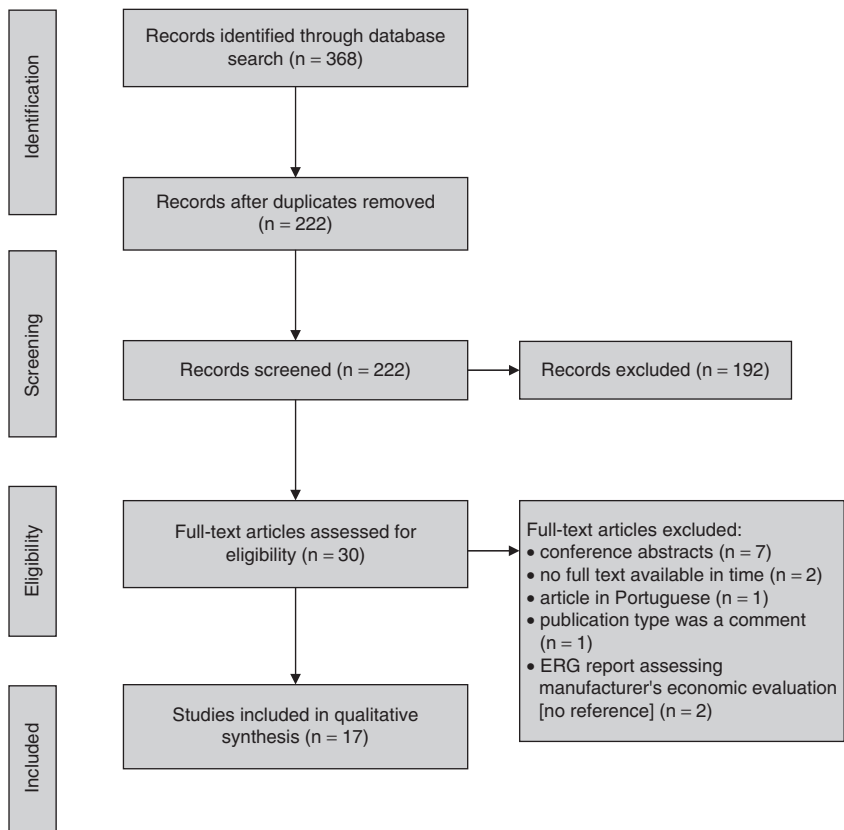 Identification
Records identified through database
search (n = 368)
Records after duplicates removed
(n = 222)
Screening
Records screened (n = 222)
Records excluded (n = 192)
Eligibility
Full-text articles assessed for
eligibility (n = 30)
Full-text articles excluded:
• conference abstracts (n = 7)
• no full text available in time (n = 2)
• article in Portuguese (n = 1)
• publication type was a comment
(n = 1)
• ERG report assessing
manufacturer's economic evaluation
[no reference] (n = 2)
Included
Studies included in qualitative
synthesis (n = 17)